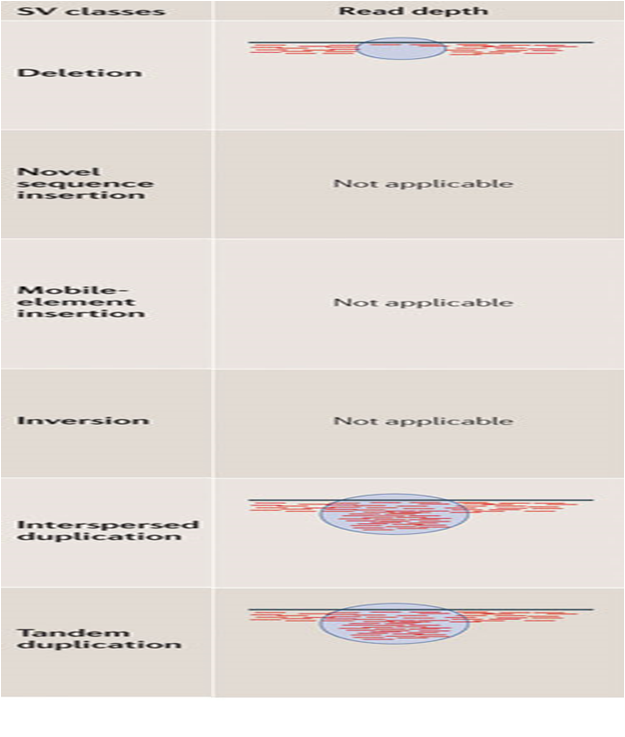 SV classes
Read depth
Deletion
Novel
sequence
insertion
Not applicable
Mobile-
element
insertion
Not applicable
Inversion
Not applicable
Interspersed
duplication
Tandem
duplication